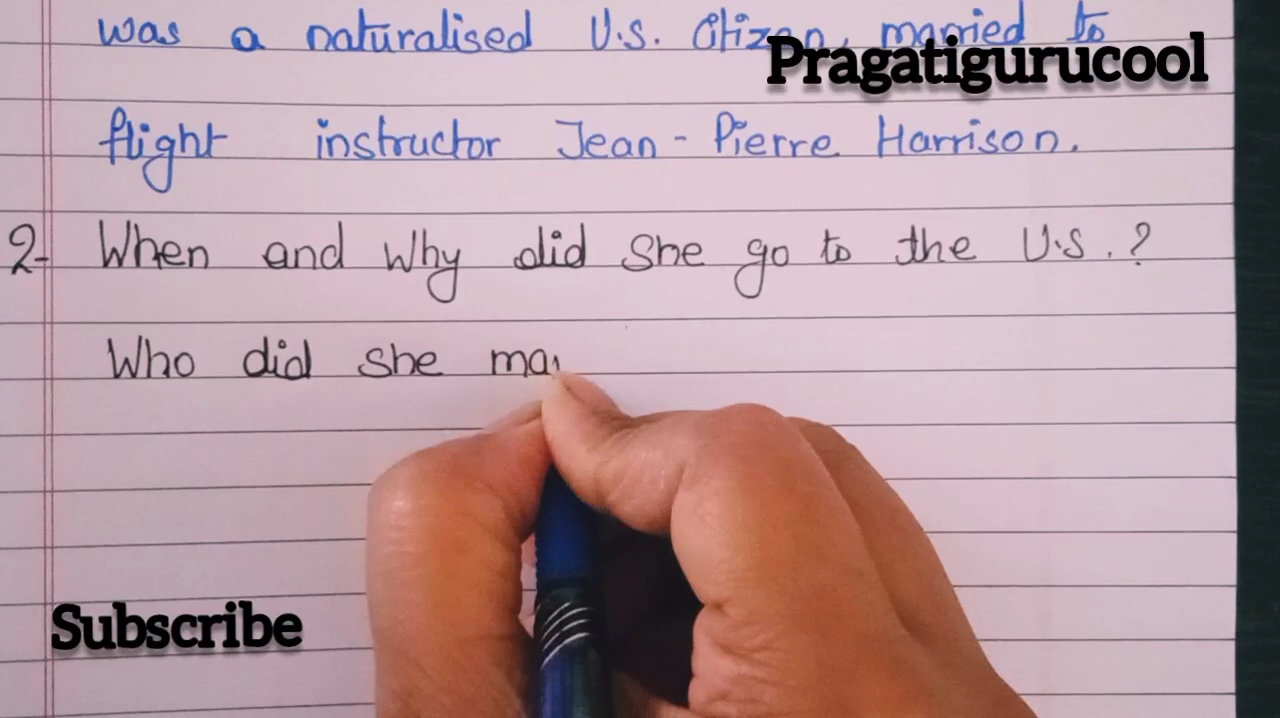 was a naturalised U.S. Citizen, married to
Pragatigurucool
flight instructor Jean-Pierre Harrison.
2- When and why did she go to the U.S.?
Who did she ma
Subscribe